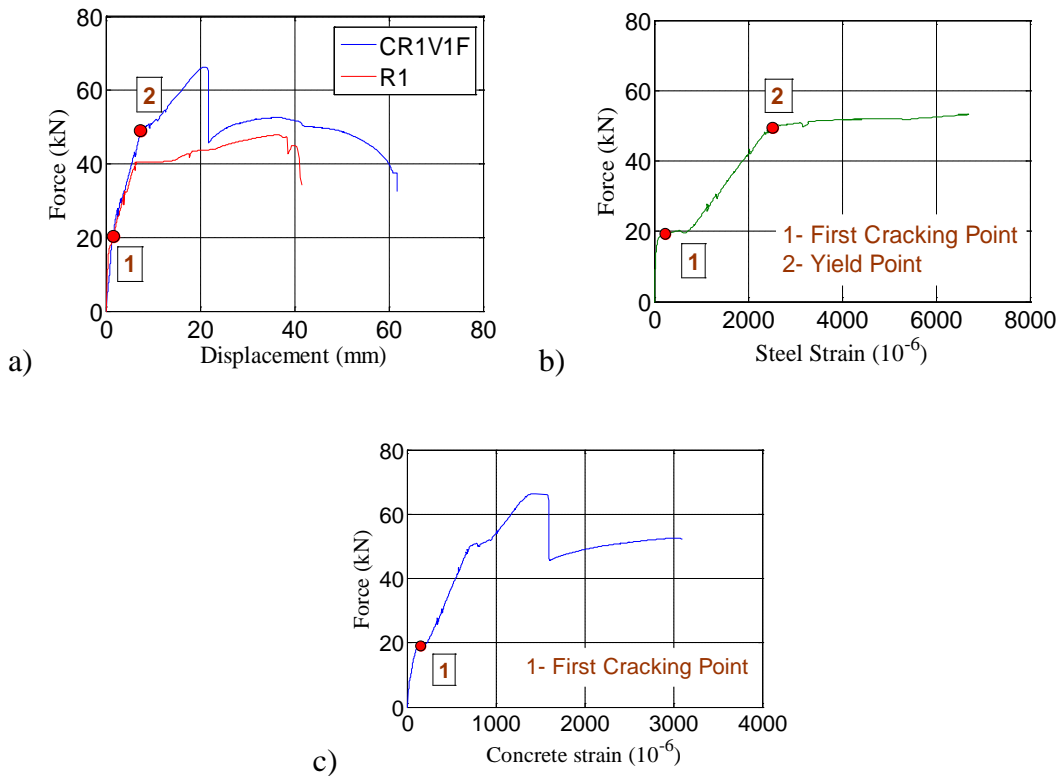 80
60
40
20
0
Force (kN)
CR1V1F
R1
2
1
0 20 40 60 80
Displacement (mm)
a)
80
60
40
20
0
Force (kN)
2
1
1- First Cracking Point
2- Yield Point
0 2000 4000 6000 8000
Steel Strain (10⁻⁶)
b)
80
60
40
20
0
Force (kN)
1
1- First Cracking Point
0 1000 2000 3000 4000
Concrete strain (10⁻⁶)
c)